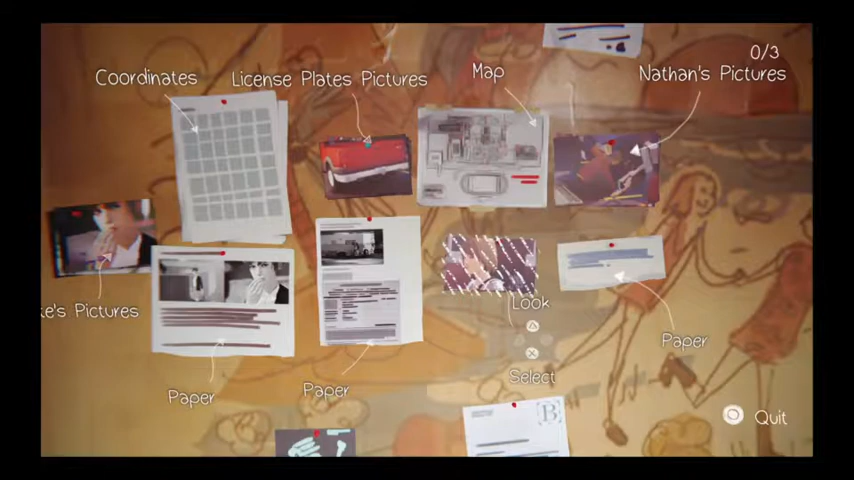 0/3
Coordinates
License Plates Pictures
Map
Nathan's Pictures
ke's Pictures
Look
Paper
Paper
Paper
Select
B
Quit